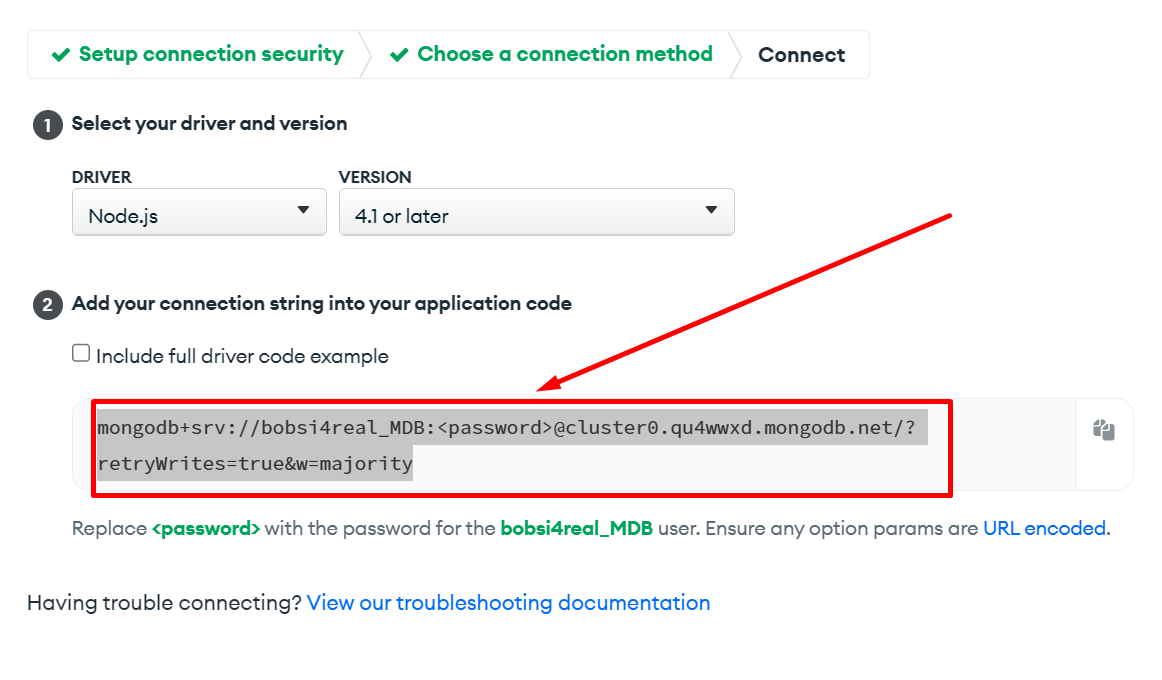 Setup connection security
Choose a connection method
Connect
1 Select your driver and version
DRIVER
VERSION
Node.js
4.1 or later
2 Add your connection string into your application code
Include full driver code example
mongodb+srv://bobsi4real_MDB:<password>@cluster0.qu4wwxd.mongodb.net/?
retryWrites=true&w=majority
Replace <password> with the password for the bobsi4real_MDB user. Ensure any option params are URL encoded.
Having trouble connecting? View our troubleshooting documentation